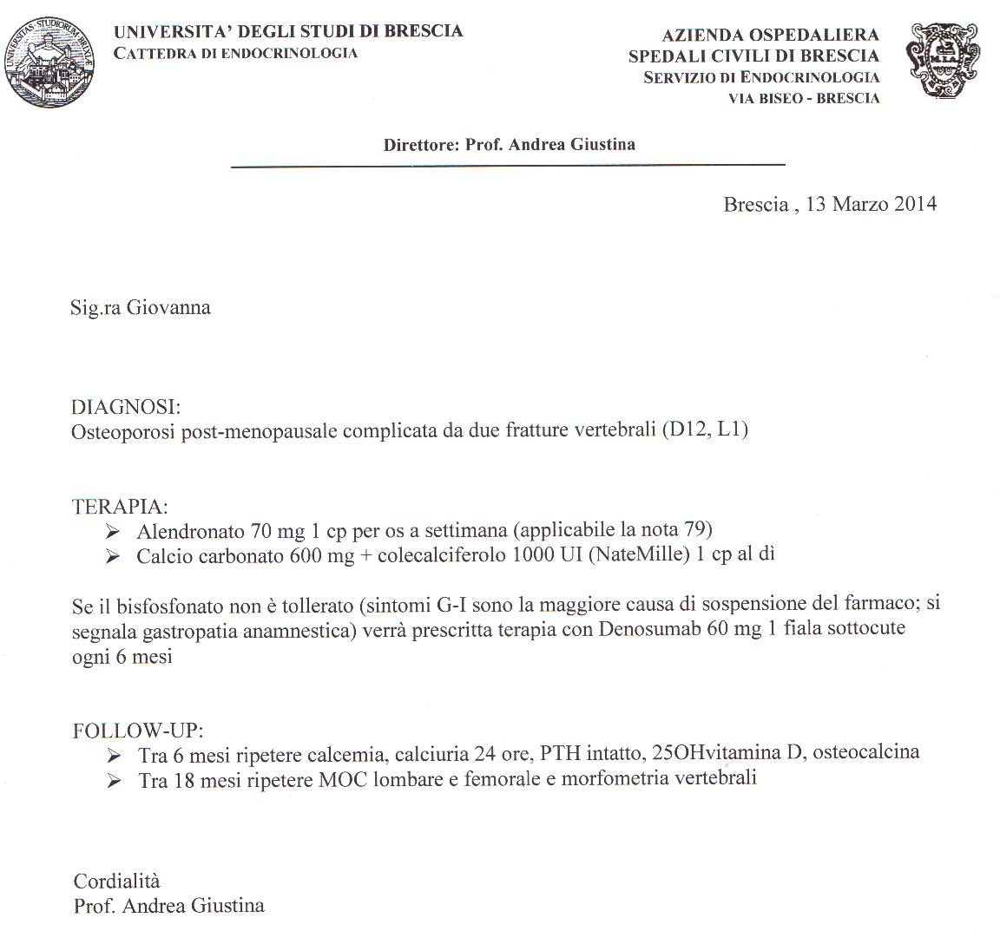 UNIVERSITA’ DEGLI STUDI DI BRESCIA
CATTEDRA DI ENDOCRINOLOGIA
AZIENDA OSPEDALIERA
SPEDALI CIVILI DI BRESCIA
SERVIZIO DI ENDOCRINOLOGIA
VIA BISEO - BRESCIA
Direttore: Prof. Andrea Giustina
Brescia , 13 Marzo 2014
Sig.ra Giovanna
DIAGNOSI:
Osteoporosi post-menopausale complicata da due fratture vertebrali (D12, L1)
TERAPIA:
➢ Alendronato 70 mg 1 cp per os a settimana (applicabile la nota 79)
➢ Calcio carbonato 600 mg + colecalciferolo 1000 UI (NateMille) 1 cp al dì
Se il bisfosfonato non è tollerato (sintomi G-I sono la maggiore causa di sospensione del farmaco; si
segnala gastropatia anamnestica) verrà prescritta terapia con Denosumab 60 mg 1 fiala sottocute
ogni 6 mesi
FOLLOW-UP:
➢ Tra 6 mesi ripetere calcemia, calciuria 24 ore, PTH intatto, 25OHvitamina D, osteocalcina
➢ Tra 18 mesi ripetere MOC lombare e femorale e morfometria vertebrali
Cordialità
Prof. Andrea Giustina